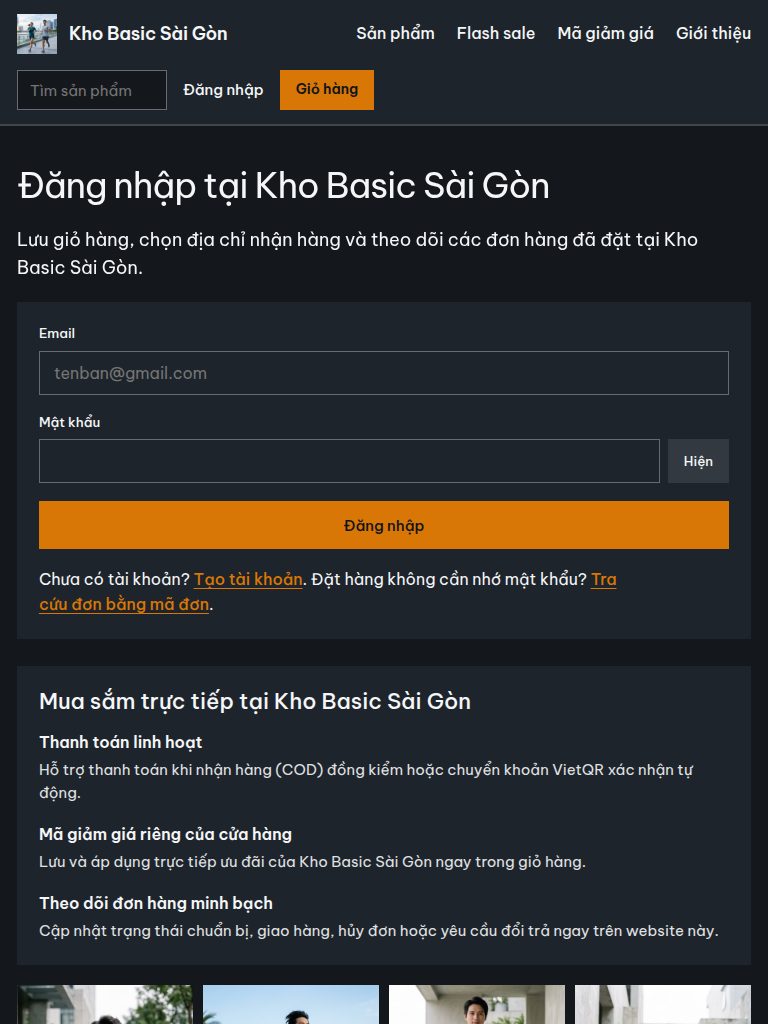 Kho Basic Sài Gòn
Sản phẩm
Flash sale
Mã giảm giá
Giới thiệu
Tìm sản phẩm
Đăng nhập
Giỏ hàng
Đăng nhập tại Kho Basic Sài Gòn
Lưu giỏ hàng, chọn địa chỉ nhận hàng và theo dõi các đơn hàng đã đặt tại Kho
Basic Sài Gòn.
Email
tenban@gmail.com
Mật khẩu
Hiện
Đăng nhập
Chưa có tài khoản? Tạo tài khoản. Đặt hàng không cần nhớ mật khẩu? Tra
cứu đơn bằng mã đơn.
Mua sắm trực tiếp tại Kho Basic Sài Gòn
Thanh toán linh hoạt
Hỗ trợ thanh toán khi nhận hàng (COD) đồng kiểm hoặc chuyển khoản VietQR xác nhận tự
động.
Mã giảm giá riêng của cửa hàng
Lưu và áp dụng trực tiếp ưu đãi của Kho Basic Sài Gòn ngay trong giỏ hàng.
Theo dõi đơn hàng minh bạch
Cập nhật trạng thái chuẩn bị, giao hàng, hủy đơn hoặc yêu cầu đổi trả ngay trên website này.